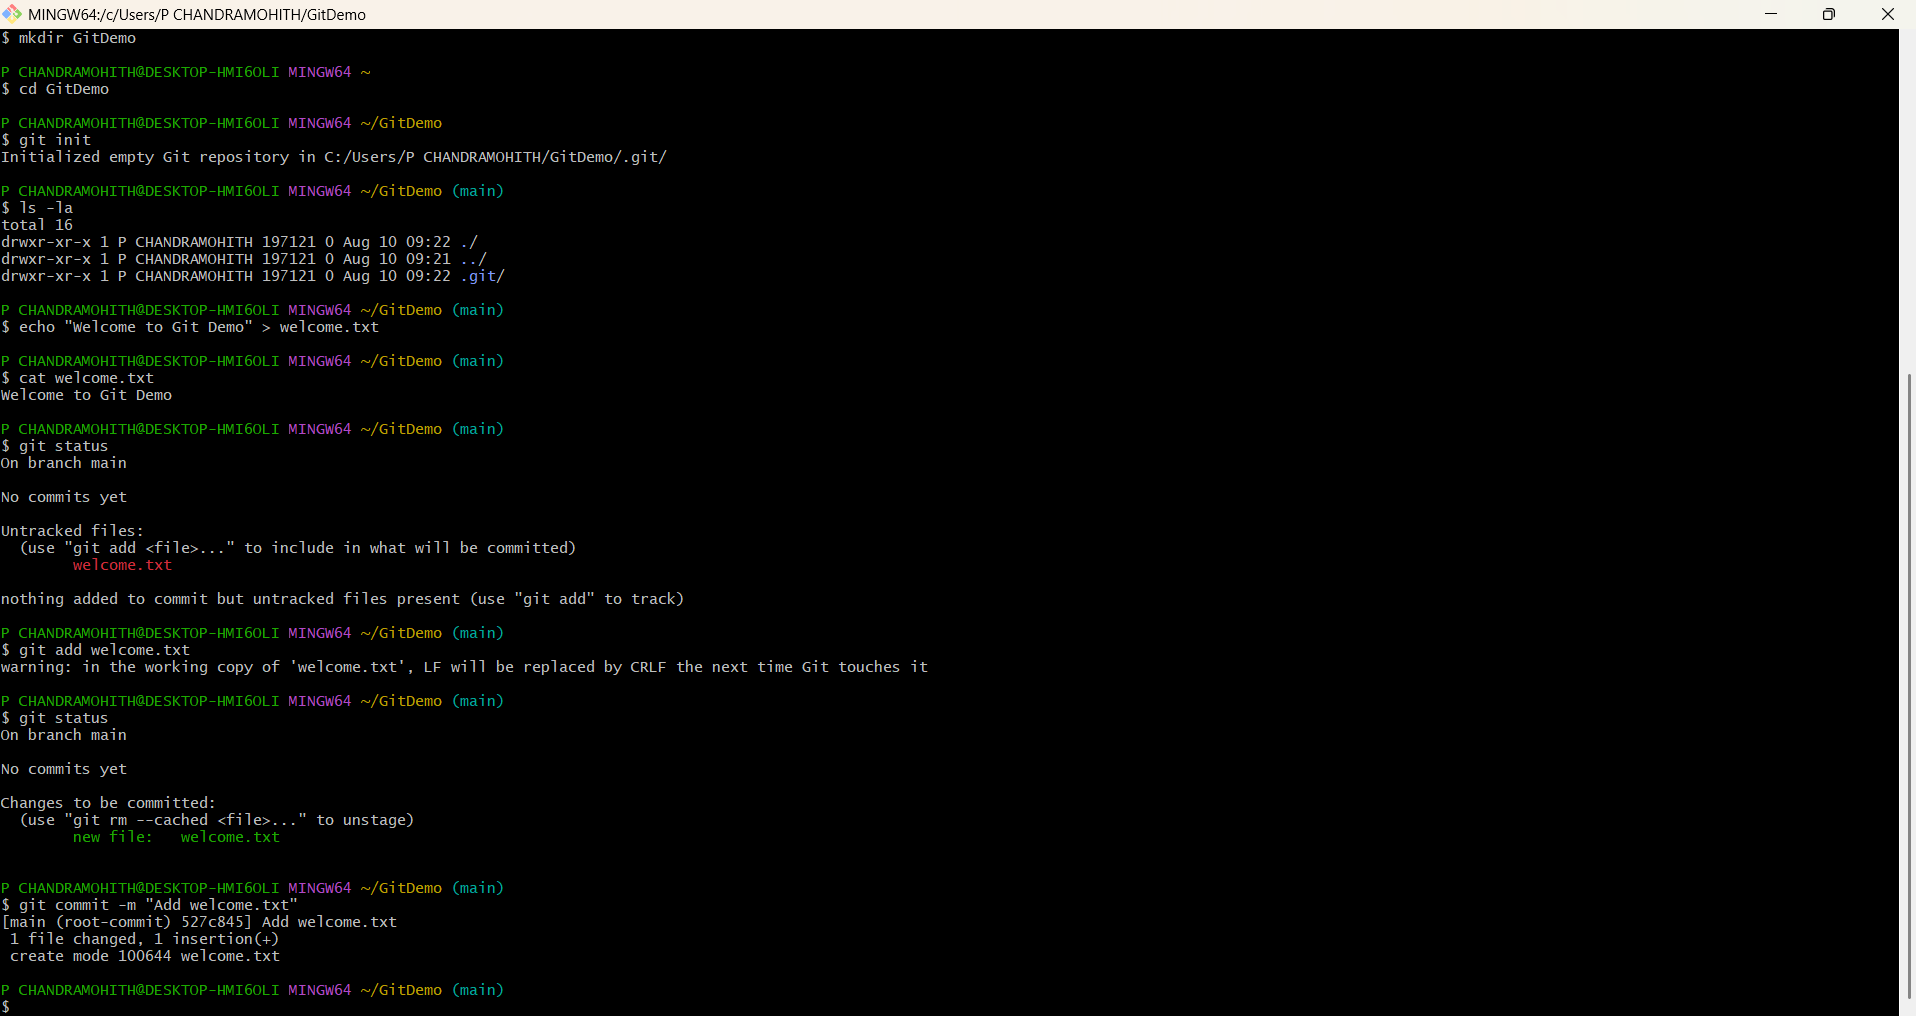 MINGW64:/c/Users/P CHANDRAMOHITH/GitDemo
$ mkdir GitDemo
P CHANDRAMOHITH@DESKTOP-HMI6OLI MINGW64 ~
$ cd GitDemo
P CHANDRAMOHITH@DESKTOP-HMI6OLI MINGW64 ~/GitDemo
$ git init
Initialized empty Git repository in C:/Users/P CHANDRAMOHITH/GitDemo/.git/
P CHANDRAMOHITH@DESKTOP-HMI6OLI MINGW64 ~/GitDemo (main)
$ ls -la
total 16
drwxr-xr-x 1 P CHANDRAMOHITH 197121 0 Aug 10 09:22 ./
drwxr-xr-x 1 P CHANDRAMOHITH 197121 0 Aug 10 09:21 ../
drwxr-xr-x 1 P CHANDRAMOHITH 197121 0 Aug 10 09:22 .git/
P CHANDRAMOHITH@DESKTOP-HMI6OLI MINGW64 ~/GitDemo (main)
$ echo "Welcome to Git Demo" > welcome.txt
P CHANDRAMOHITH@DESKTOP-HMI6OLI MINGW64 ~/GitDemo (main)
$ cat welcome.txt
Welcome to Git Demo
P CHANDRAMOHITH@DESKTOP-HMI6OLI MINGW64 ~/GitDemo (main)
$ git status
On branch main
No commits yet
Untracked files:
  (use "git add <file>..." to include in what will be committed)
        welcome.txt
nothing added to commit but untracked files present (use "git add" to track)
P CHANDRAMOHITH@DESKTOP-HMI6OLI MINGW64 ~/GitDemo (main)
$ git add welcome.txt
warning: in the working copy of 'welcome.txt', LF will be replaced by CRLF the next time Git touches it
P CHANDRAMOHITH@DESKTOP-HMI6OLI MINGW64 ~/GitDemo (main)
$ git status
On branch main
No commits yet
Changes to be committed:
  (use "git rm --cached <file>..." to unstage)
        new file:   welcome.txt
P CHANDRAMOHITH@DESKTOP-HMI6OLI MINGW64 ~/GitDemo (main)
$ git commit -m "Add welcome.txt"
[main (root-commit) 527c845] Add welcome.txt
 1 file changed, 1 insertion(+)
 create mode 100644 welcome.txt
P CHANDRAMOHITH@DESKTOP-HMI6OLI MINGW64 ~/GitDemo (main)
$